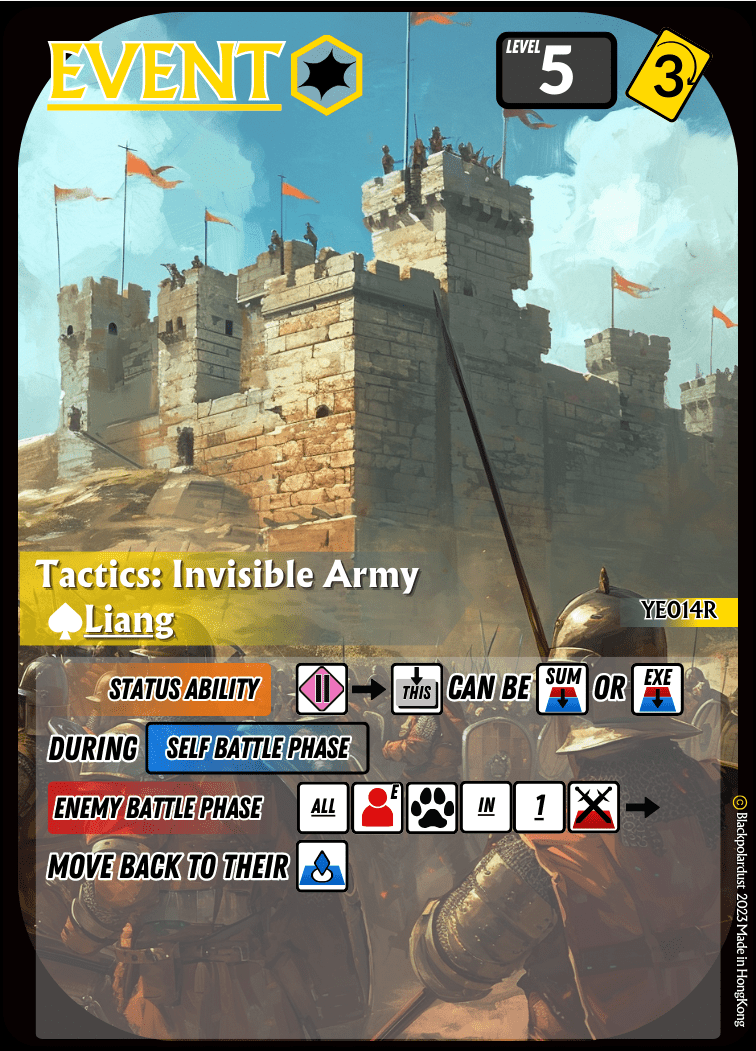 EVENT
LEVEL 5
3
Tactics: Invisible Army
Liang
YE014R
STATUS ABILITY THIS CAN BE SUM OR EXE
DURING SELF BATTLE PHASE
ENEMY BATTLE PHASE ALL E IN 1
MOVE BACK TO THEIR
© Blackpolardust 2023 Made in HongKong